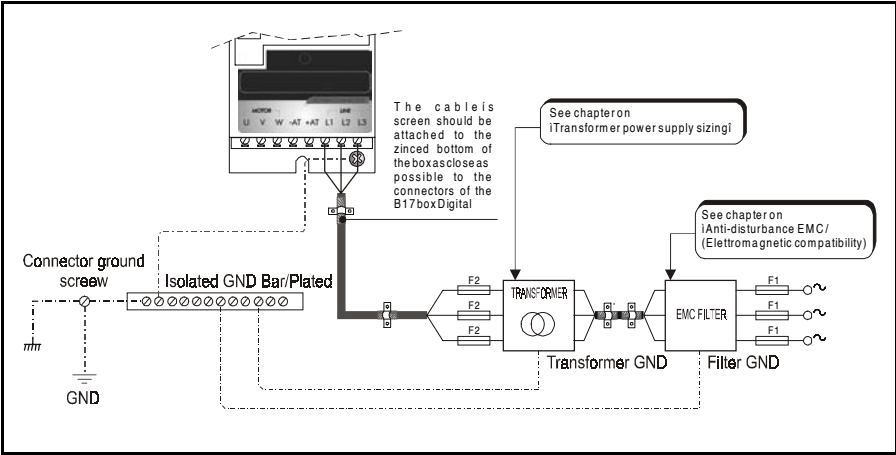 MOTOR LINE
U V W -AT +AT L1 L2 L3
The cableís
screen should be
attached to the
zinced bottom of
the box as close as
possible to the
connectors of the
B17 box Digital
See chapter on
ìTransformer power supply sizingî
See chapter on
ìAnti-disturbance EMC/
(Elettromagnetic compatibility)
Connector ground
screew
Isolated GND Bar/Plated
GND
F2
F2
F2
TRANSFORMER
Transformer GND
EMC FILTER
Filter GND
F1
F1
F1